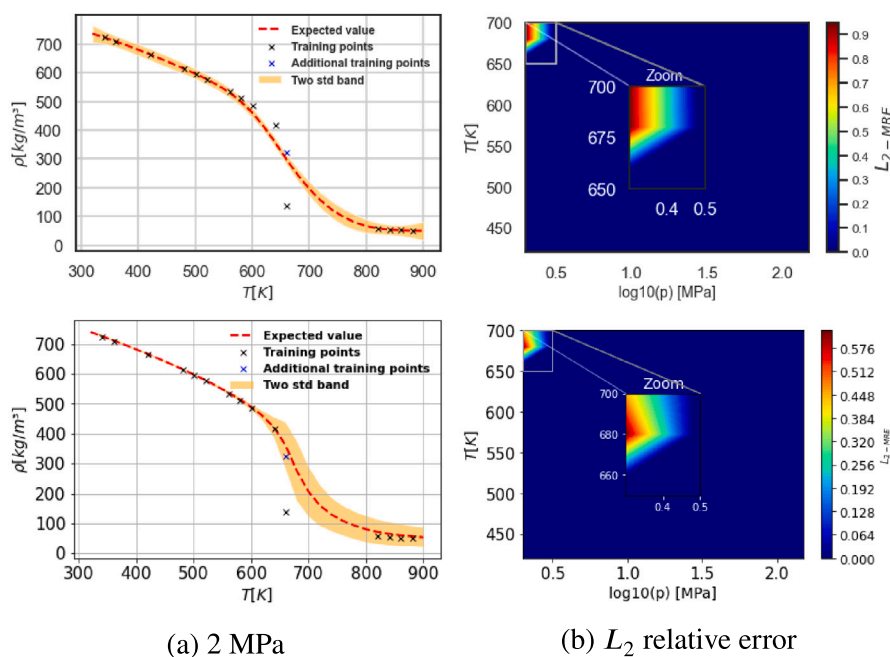 Expected value
Training points
Additional training points
Two std band
700
600
500
400
300
200
100
0
ρ[kg/m³]
300 400 500 600 700 800 900
T[K]
700
650
600
550
500
450
T[K]
Zoom
700
675
650
0.4 0.5
0.5 1.0 1.5 2.0
log10(p) [MPa]
0.9
0.8
0.7
0.6
0.5
0.4
0.3
0.2
0.1
0.0
L2−MRE
Expected value
Training points
Additional training points
Two std band
700
600
500
400
300
200
100
0
ρ[kg/m³]
300 400 500 600 700 800 900
T[K]
700
650
600
550
500
450
T[K]
Zoom
700
680
660
0.4 0.5
0.5 1.0 1.5 2.0
log10(p) [MPa]
0.576
0.512
0.448
0.384
0.320
0.256
0.192
0.128
0.064
0.000
L2−MRE
(a) 2 MPa
(b) L2 relative error